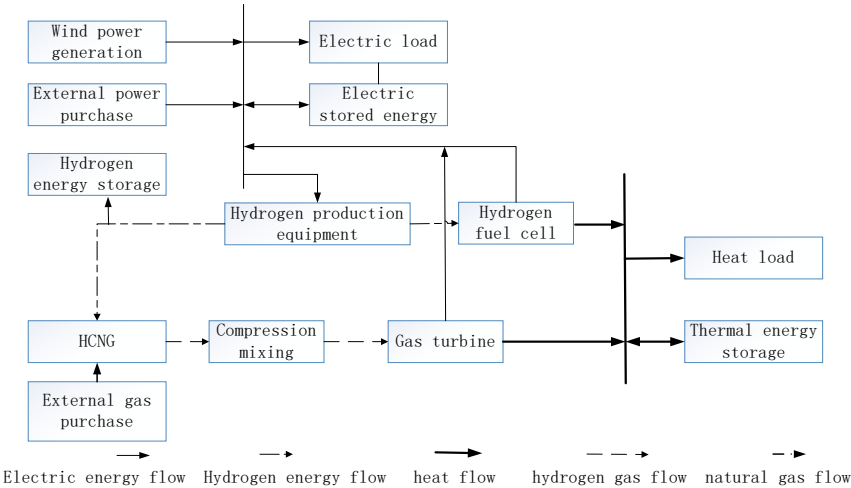 Wind power
generation
Electric load
External power
purchase
Electric
stored energy
Hydrogen
energy storage
Hydrogen production
equipment
Hydrogen
fuel cell
Heat load
HCNG
Compression
mixing
Gas turbine
Thermal energy
storage
External gas
purchase
Electric energy flow
Hydrogen energy flow
heat flow
hydrogen gas flow
natural gas flow